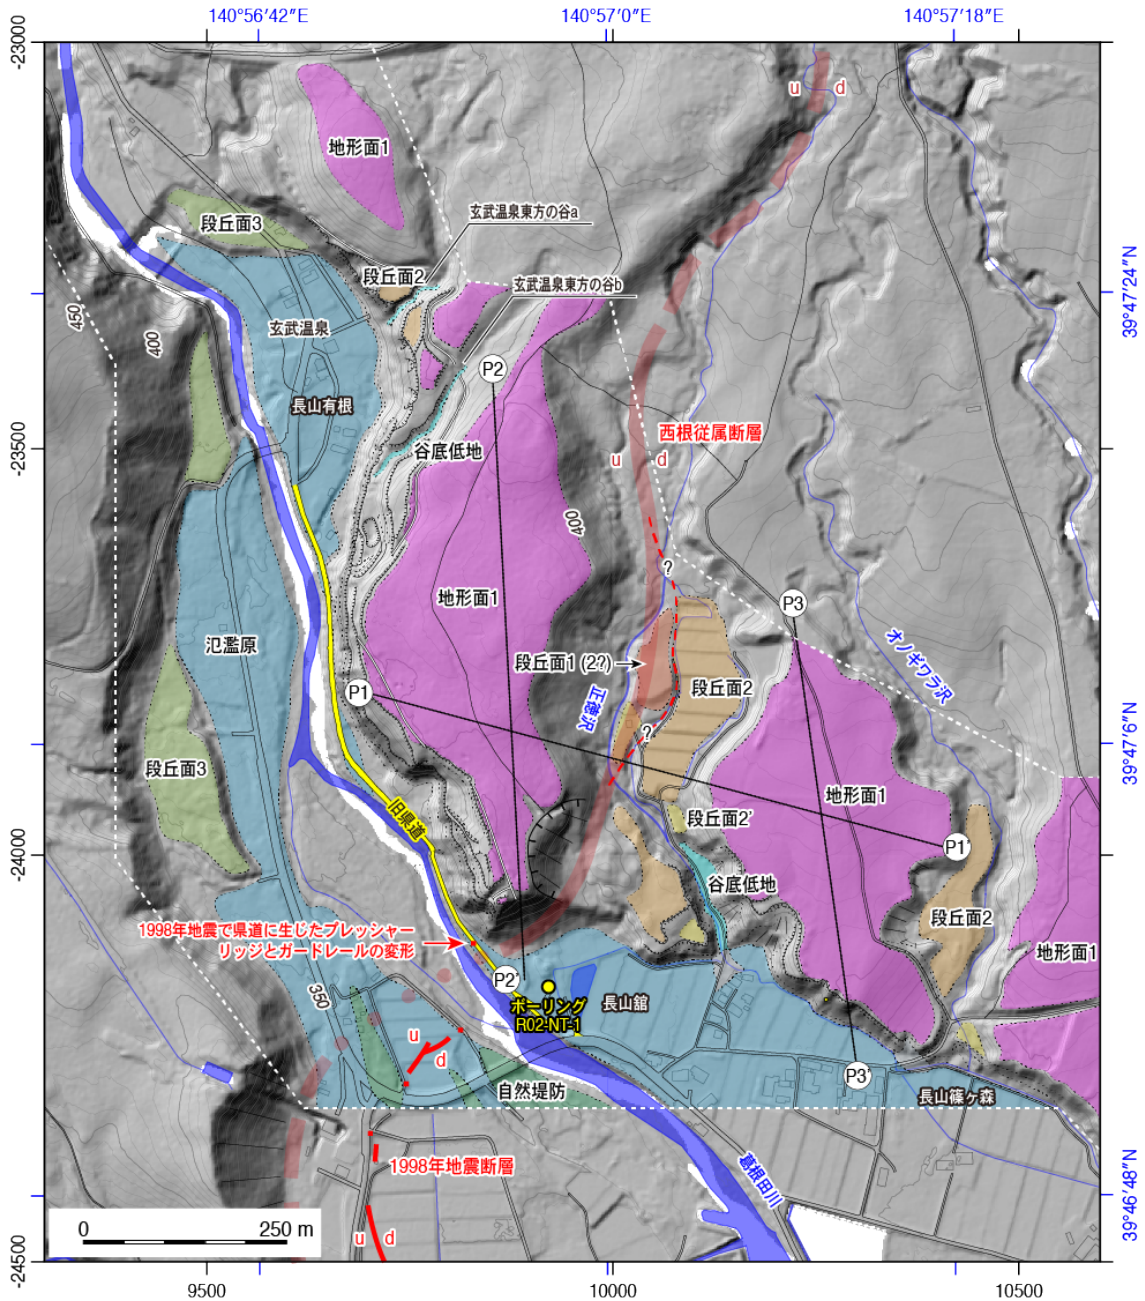 140°56′42″E
140°57′0″E
140°57′18″E
-23000
u
d
地形面1
段丘面3
玄武温泉東方の谷a
段丘面2
玄武温泉東方の谷b
39°47′24″N
450
400
玄武温泉
P2
長山有根
西根従属断層
谷底低地
u
d
-23500
400
地形面1
?
P3
氾濫原
オノギワラ沢
段丘面1 (2?)
段丘面2
正徳沢
P1
?
39°47′6″N
段丘面3
地形面1
旧県道
段丘面2′
P1′
-24000
谷底低地
段丘面2
1998年地震で県道に生じたプレッシャー
リッジとガードレールの変形
地形面1
P2′
350
ボーリング
R02-NT-1
長山舘
u
d
P3′
自然堤防
長山篠ヶ森
1998年地震断層
葛根田川
39°46′48″N
0
250 m
u
d
-24500
9500
10000
10500